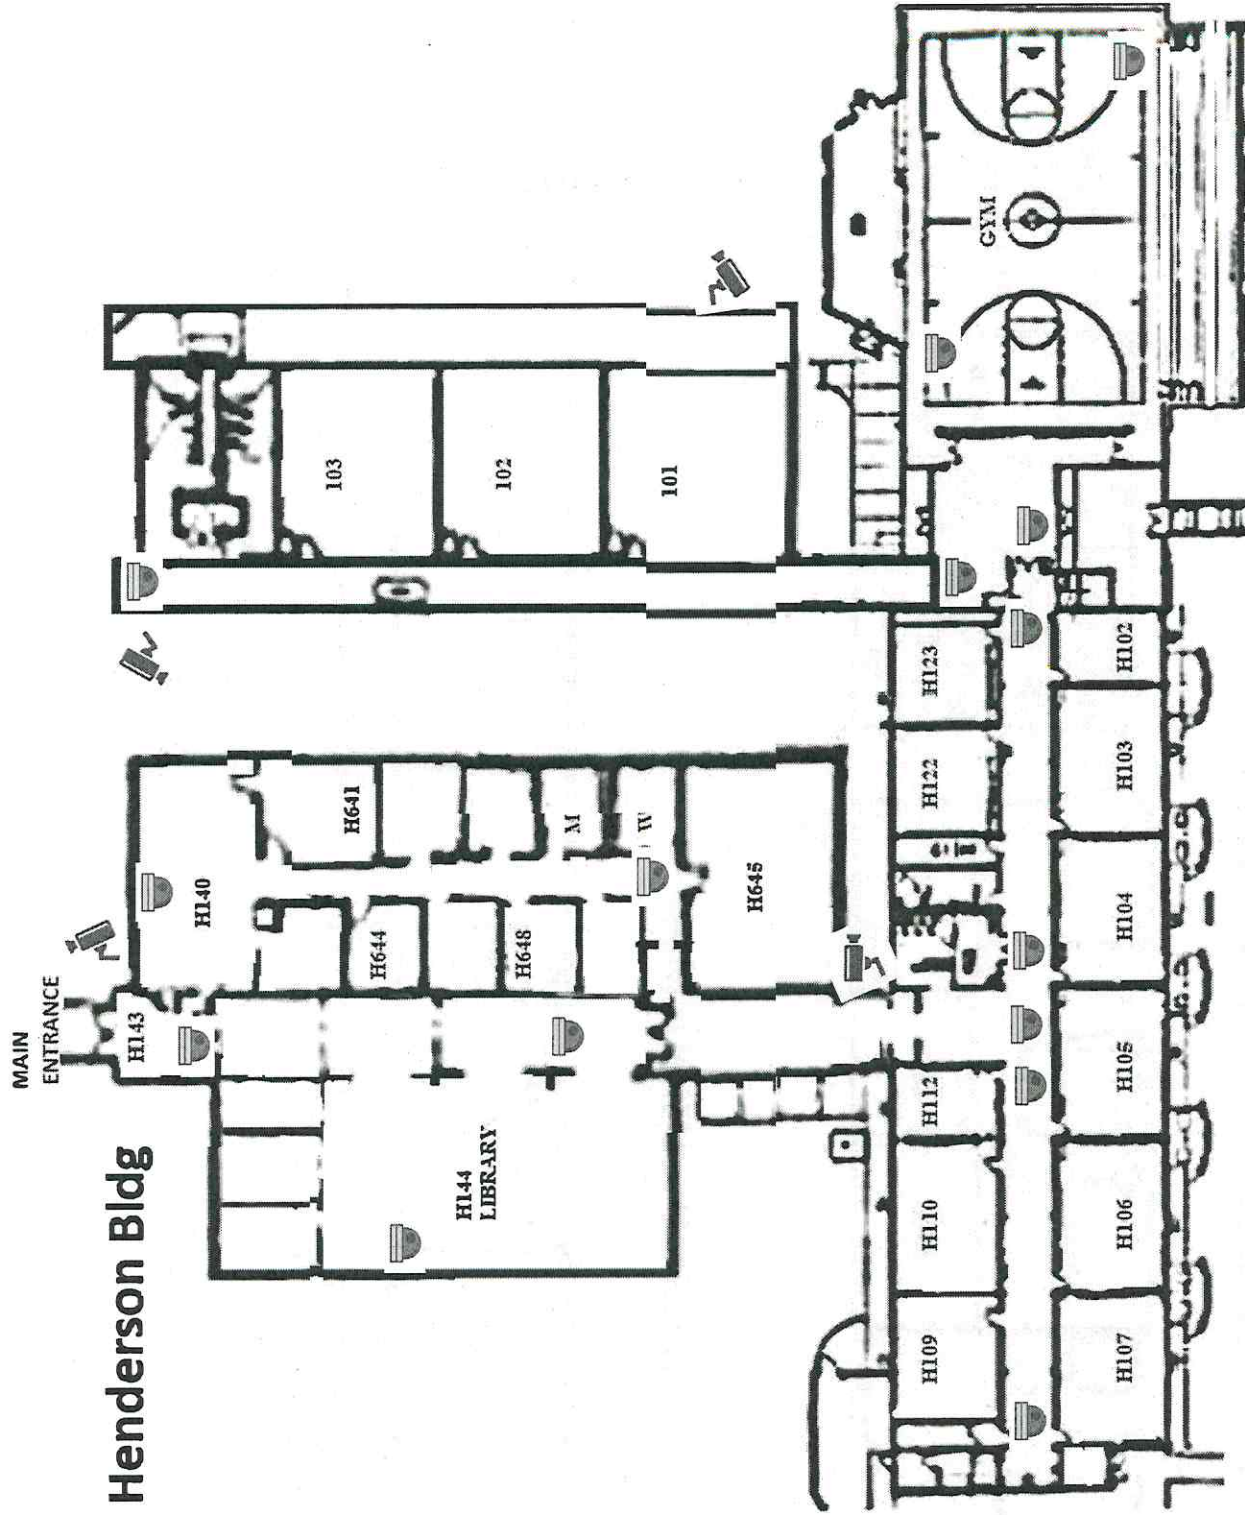 MAIN
ENTRANCE
Henderson Bldg
H143
H140
H641
103
H644
H144
LIBRARY
102
H648
M
W
101
H645
H109
H110
H112
H122
H123
GYM
H107
H106
H105
H104
H103
H102